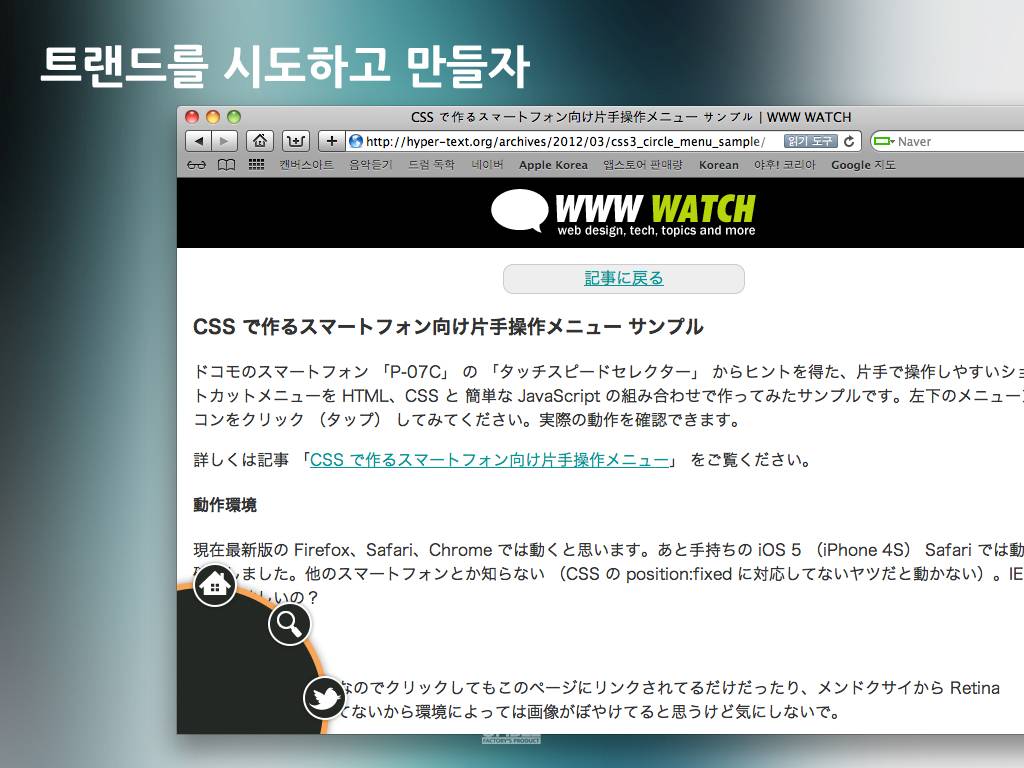 트랜드를 시도하고 만들자
CSS で作るスマートフォン向け片手操作メニュー サンプル | WWW WATCH
http://hyper-text.org/archives/2012/03/css3_circle_menu_sample/ 읽기 도구 Naver
캔버스아트 음악듣기 드럼 독학 네이버 Apple Korea 앱스토어 판매량 Korean 야후! 코리아 Google 지도
WWW WATCH
web design, tech, topics and more
記事に戻る
CSS で作るスマートフォン向け片手操作メニュー サンプル
ドコモのスマートフォン 「P-07C」 の 「タッチスピードセレクター」 からヒントを得た、片手で操作しやすいショ
トカットメニューを HTML、CSS と 簡単な JavaScript の組み合わせで作ってみたサンプルです。左下のメニュー
コンをクリック （タップ） してみてください。実際の動作を確認できます。
詳しくは記事 「CSS で作るスマートフォン向け片手操作メニュー」 をご覧ください。
動作環境
現在最新版の Firefox、Safari、Chrome では動くと思います。あと手持ちの iOS 5 （iPhone 4S） Safari では動
しました。他のスマートフォンとか知らない （CSS の position:fixed に対応してないヤツだと動かない）。IE
しいの？
なのでクリックしてもこのページにリンクされてるだけだったり、メンドクサイから Retina
てないから環境によっては画像がぼやけてると思うけど気にしないで。
FACTORY'S PRODUCT